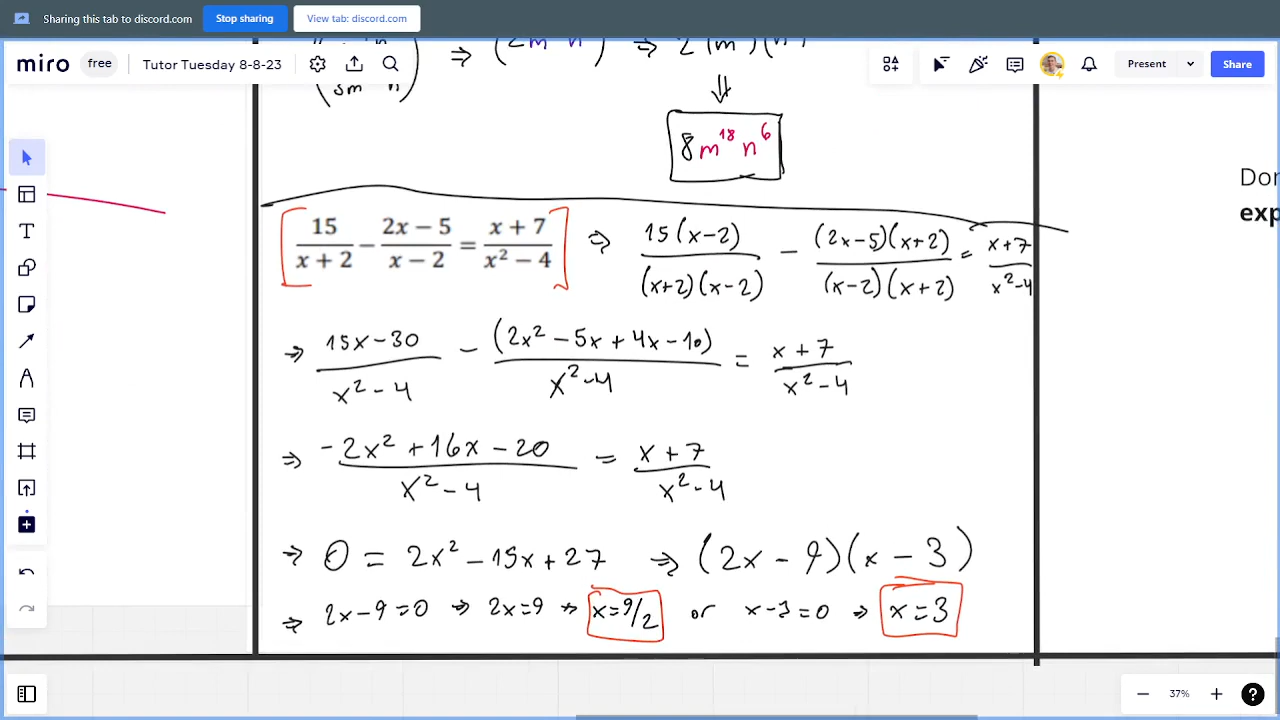 Sharing this tab to discord.com
Stop sharing
View tab: discord.com
miro free Tutor Tuesday 8-8-23
Present
Share
8m¹⁸n⁶
15/(x + 2) − (2x − 5)/(x − 2) = (x + 7)/(x² − 4) ⇒ 15(x-2)/((x+2)(x-2)) − (2x-5)(x+2)/((x-2)(x+2)) = (x+7)/(x²-4)
⇒ (15x-30)/(x²-4) − (2x²-5x+4x-10)/(x²-4) = (x+7)/(x²-4)
⇒ (-2x²+16x-20)/(x²-4) = (x+7)/(x²-4)
⇒ 0 = 2x²-15x+27 ⇒ (2x-9)(x-3)
⇒ 2x-9=0 ⇒ 2x=9 ⇒ x=9/2 or x-3=0 ⇒ x=3
exp
37%